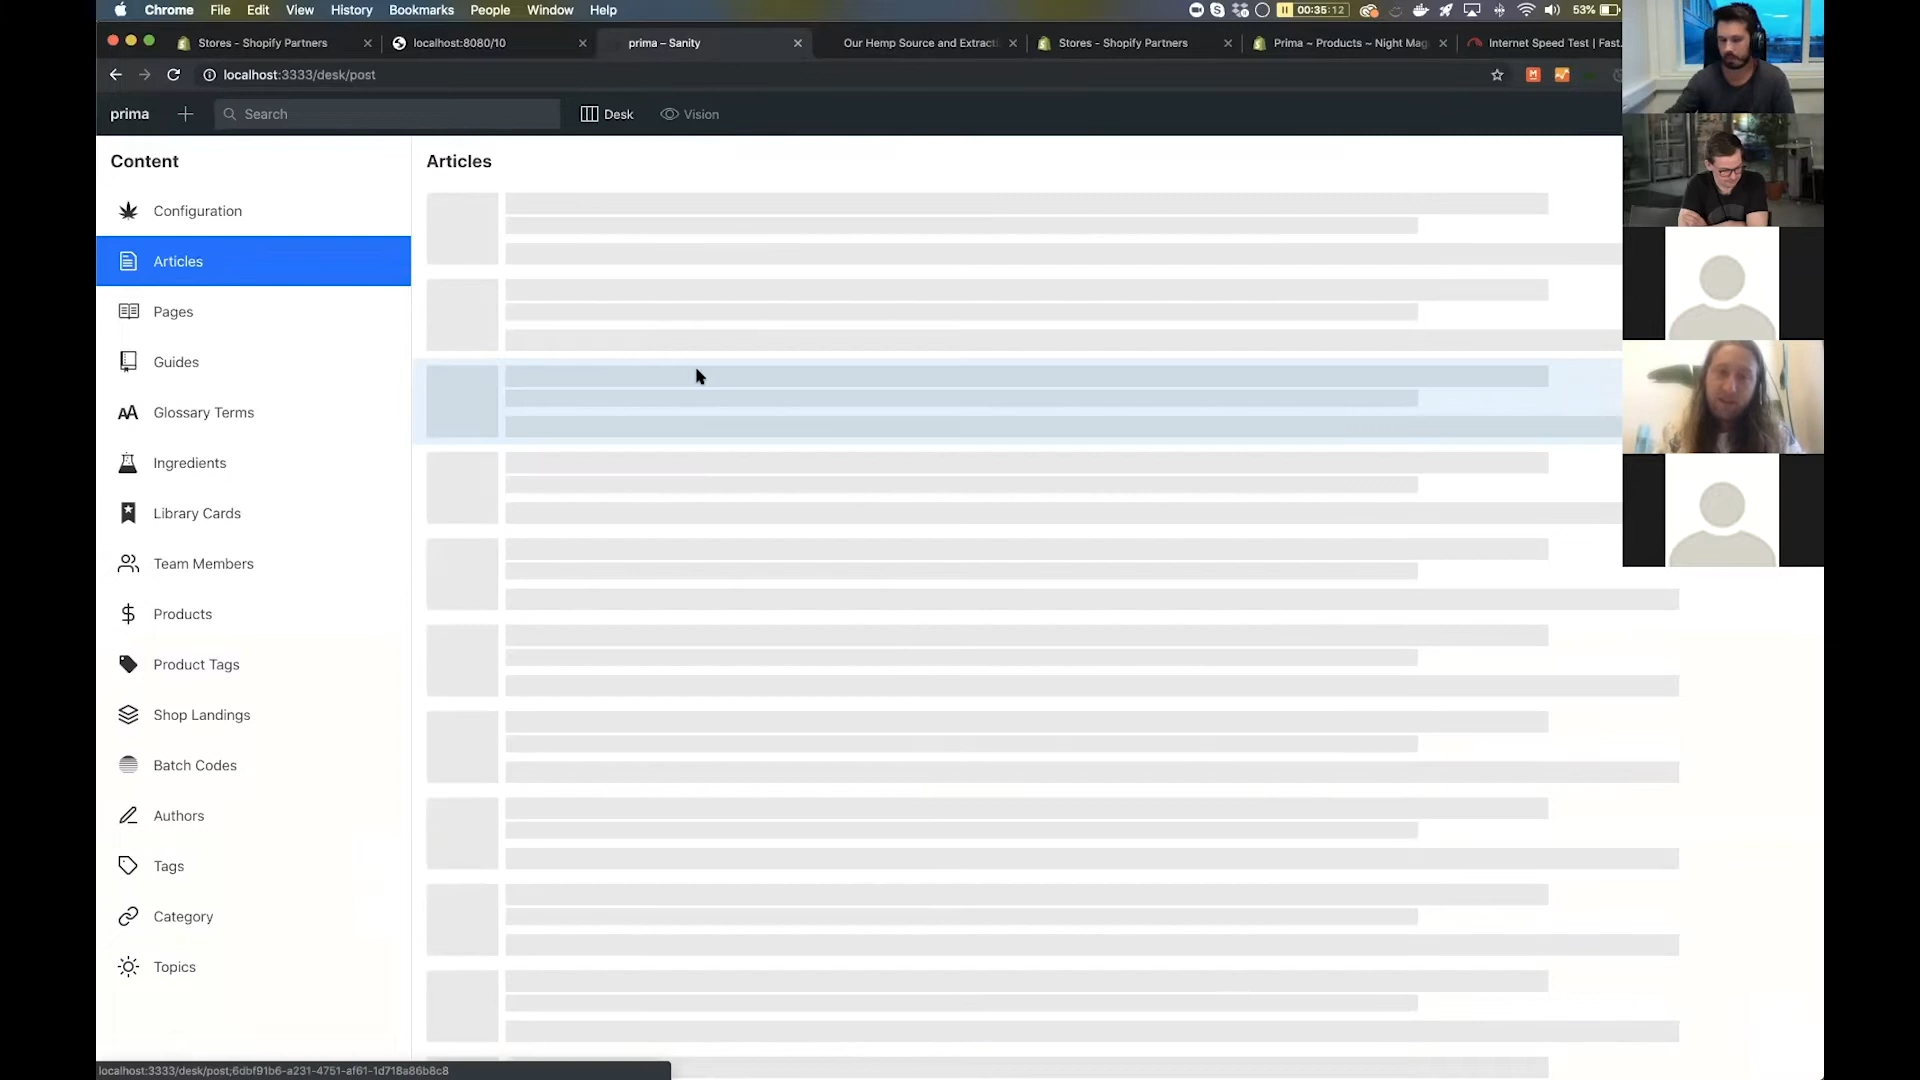 Chrome File Edit View History Bookmarks People Window Help 00:35:12 53%
Stores - Shopify Partners localhost:8080/10 prima – Sanity Our Hemp Source and Extracti Stores - Shopify Partners Prima ~ Products ~ Night Mag Internet Speed Test | Fast.
localhost:3333/desk/post
prima Search Desk Vision
Content
Articles
Configuration
Articles
Pages
Guides
Glossary Terms
Ingredients
Library Cards
Team Members
Products
Product Tags
Shop Landings
Batch Codes
Authors
Tags
Category
Topics
localhost:3333/desk/post;6dbf91b6-a231-4751-af61-1d718a86b8c8